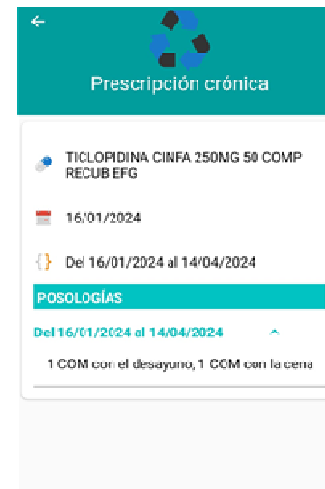 Prescripción crónica
TICLOPIDINA CINFA 250MG 50 COMP
RECUB EFG
16/01/2024
Del 16/01/2024 al 14/04/2024
POSOLOGÍAS
Del 16/01/2024 al 14/04/2024
1 COM con el desayuno, 1 COM con la cena